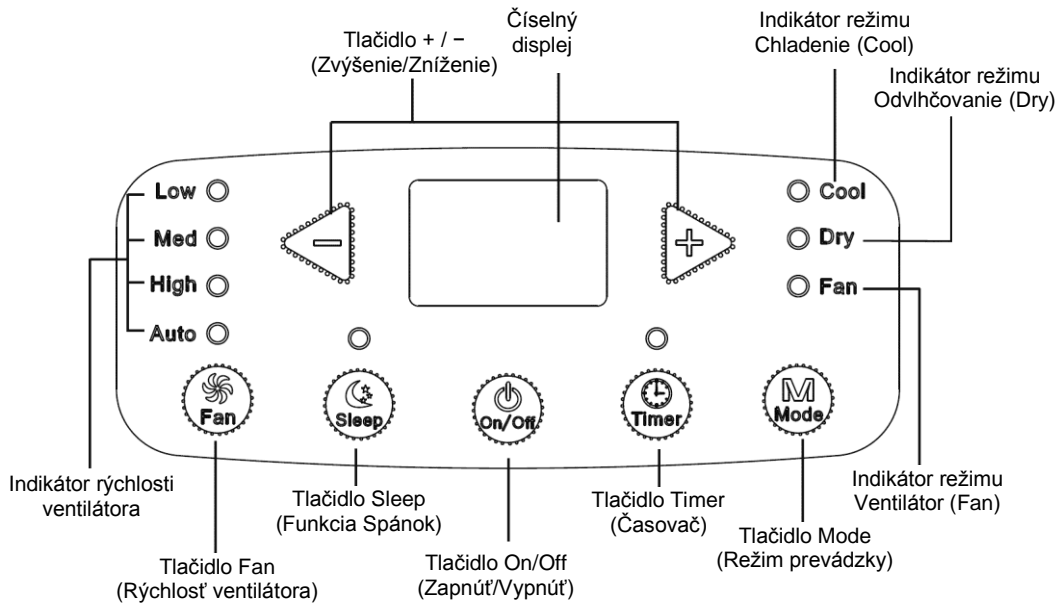 Číselný
displej
Indikátor režimu
Chladenie (Cool)
Tlačidlo + / −
(Zvýšenie/Zníženie)
Indikátor režimu
Odvlhčovanie (Dry)
Low
Med
High
Auto
−
+
Cool
Dry
Fan
Fan
Sleep
On/Off
Timer
M
Mode
Indikátor rýchlosti
ventilátora
Tlačidlo Fan
(Rýchlosť ventilátora)
Tlačidlo Sleep
(Funkcia Spánok)
Tlačidlo On/Off
(Zapnúť/Vypnúť)
Tlačidlo Timer
(Časovač)
Tlačidlo Mode
(Režim prevádzky)
Indikátor režimu
Ventilátor (Fan)